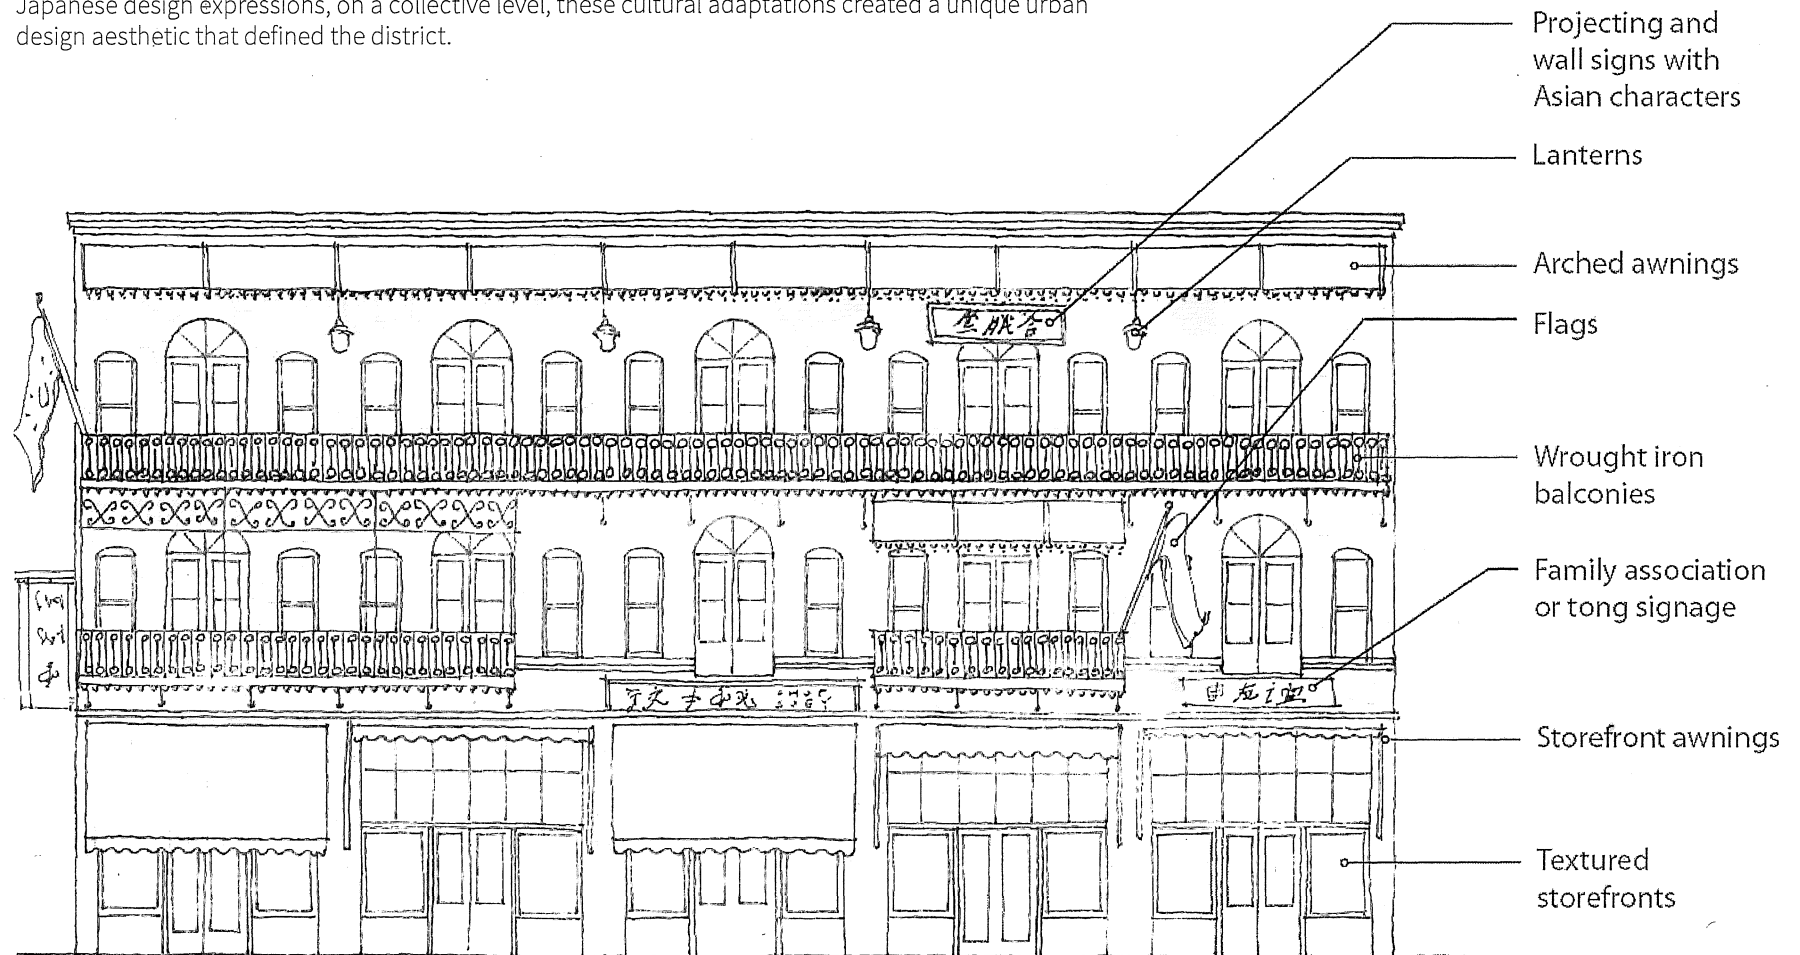 Japanese design expressions, on a collective level, these cultural adaptations created a unique urban
design aesthetic that defined the district.
Projecting and
wall signs with
Asian characters
Lanterns
Arched awnings
Flags
Wrought iron
balconies
Family association
or tong signage
Storefront awnings
Textured
storefronts